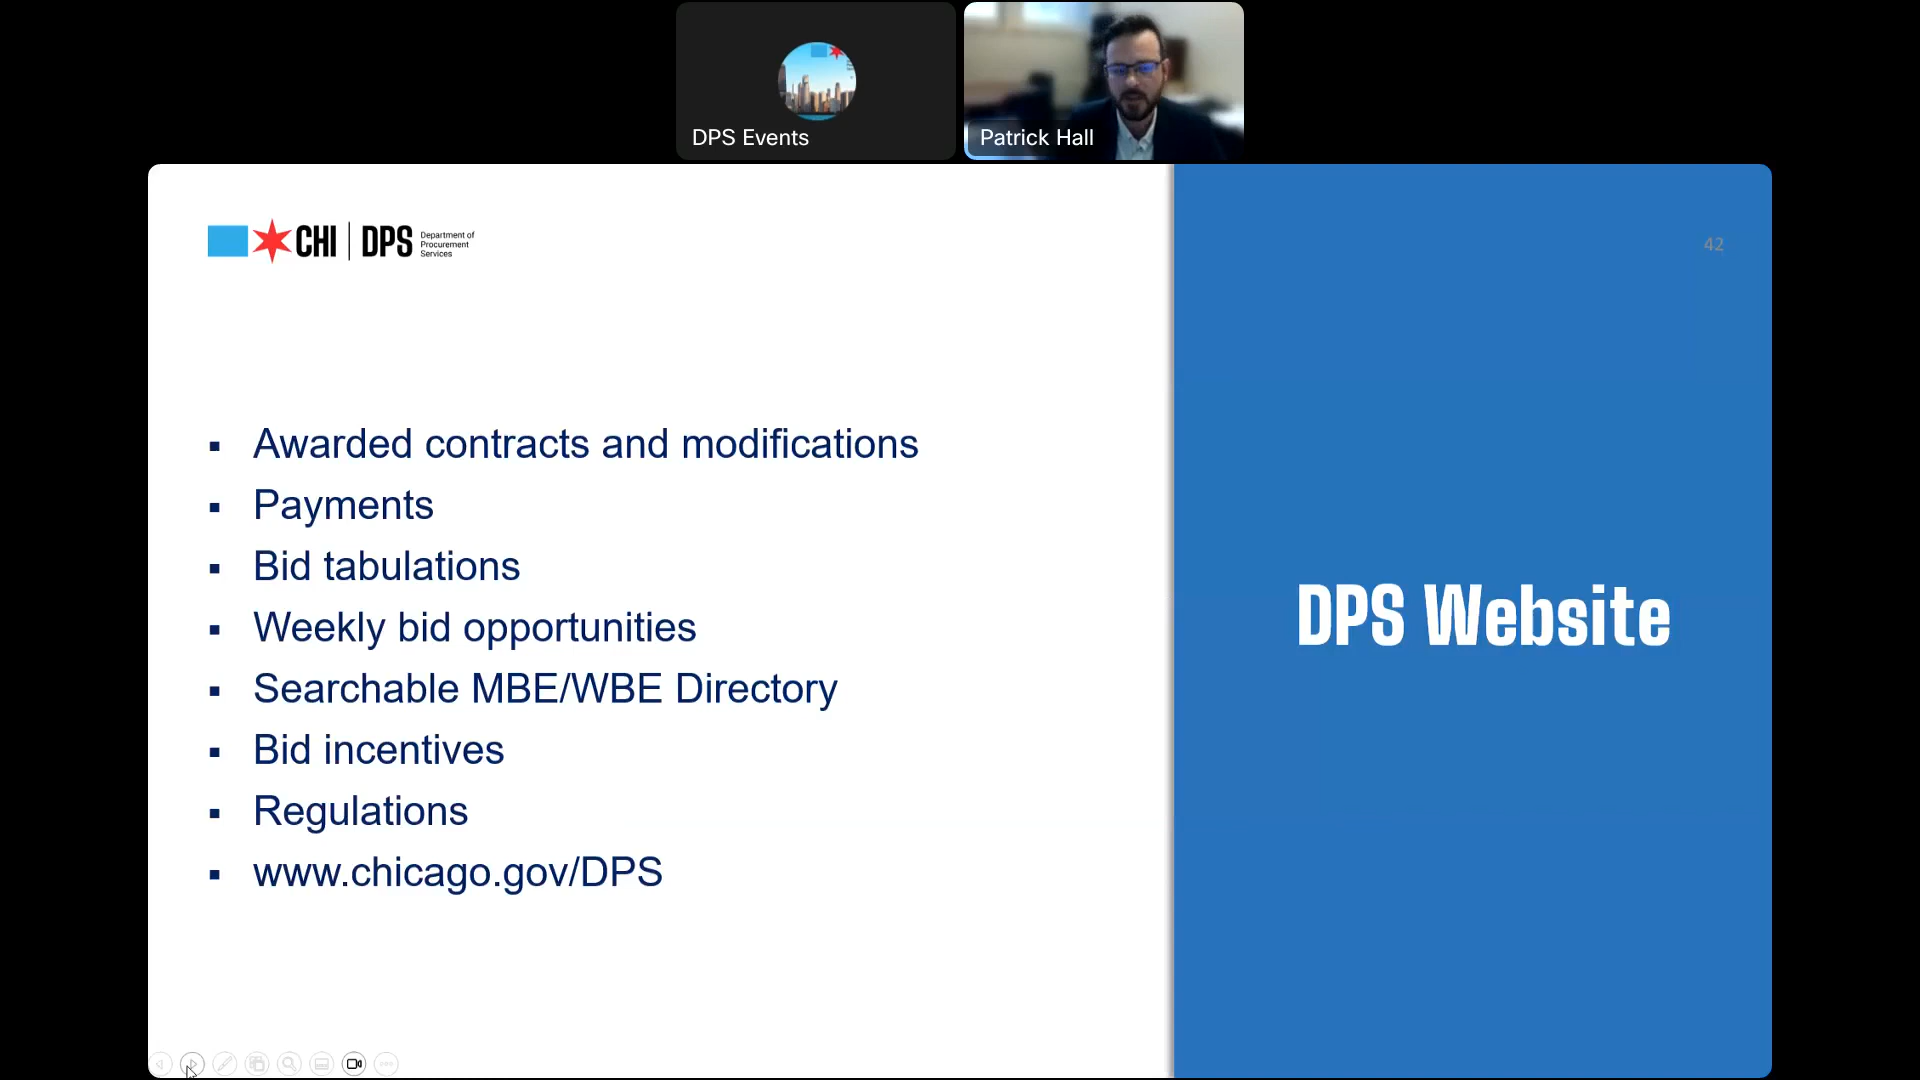 DPS Events
Patrick Hall
CHI | DPS
Department of
Procurement
Services
42
▪ Awarded contracts and modifications
▪ Payments
▪ Bid tabulations
▪ Weekly bid opportunities
▪ Searchable MBE/WBE Directory
▪ Bid incentives
▪ Regulations
▪ www.chicago.gov/DPS
DPS Website